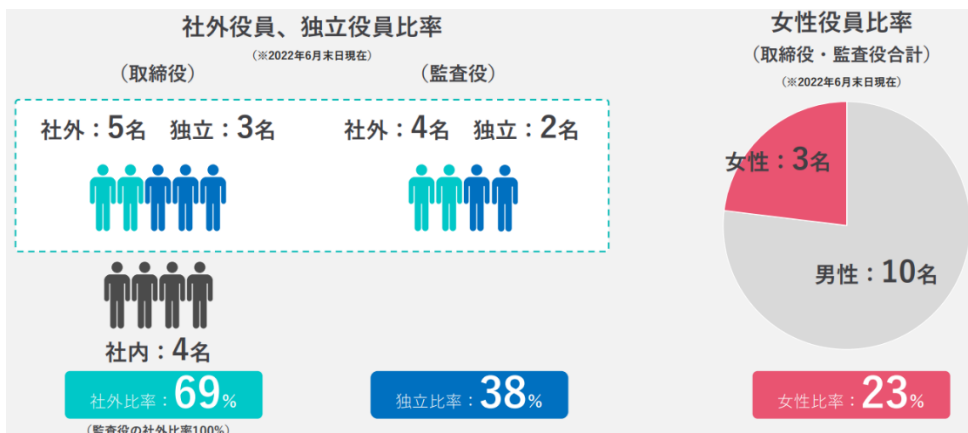 社外役員、独立役員比率
(※2022年6月末日現在)
(取締役)
(監査役)
社外：5名 独立：3名
社外：4名 独立：2名
社内：4名
社外比率：69%
(監査役の社外比率100%)
独立比率：38%
女性役員比率
(取締役・監査役合計)
(※2022年6月末日現在)
女性：3名
男性：10名
女性比率：23%